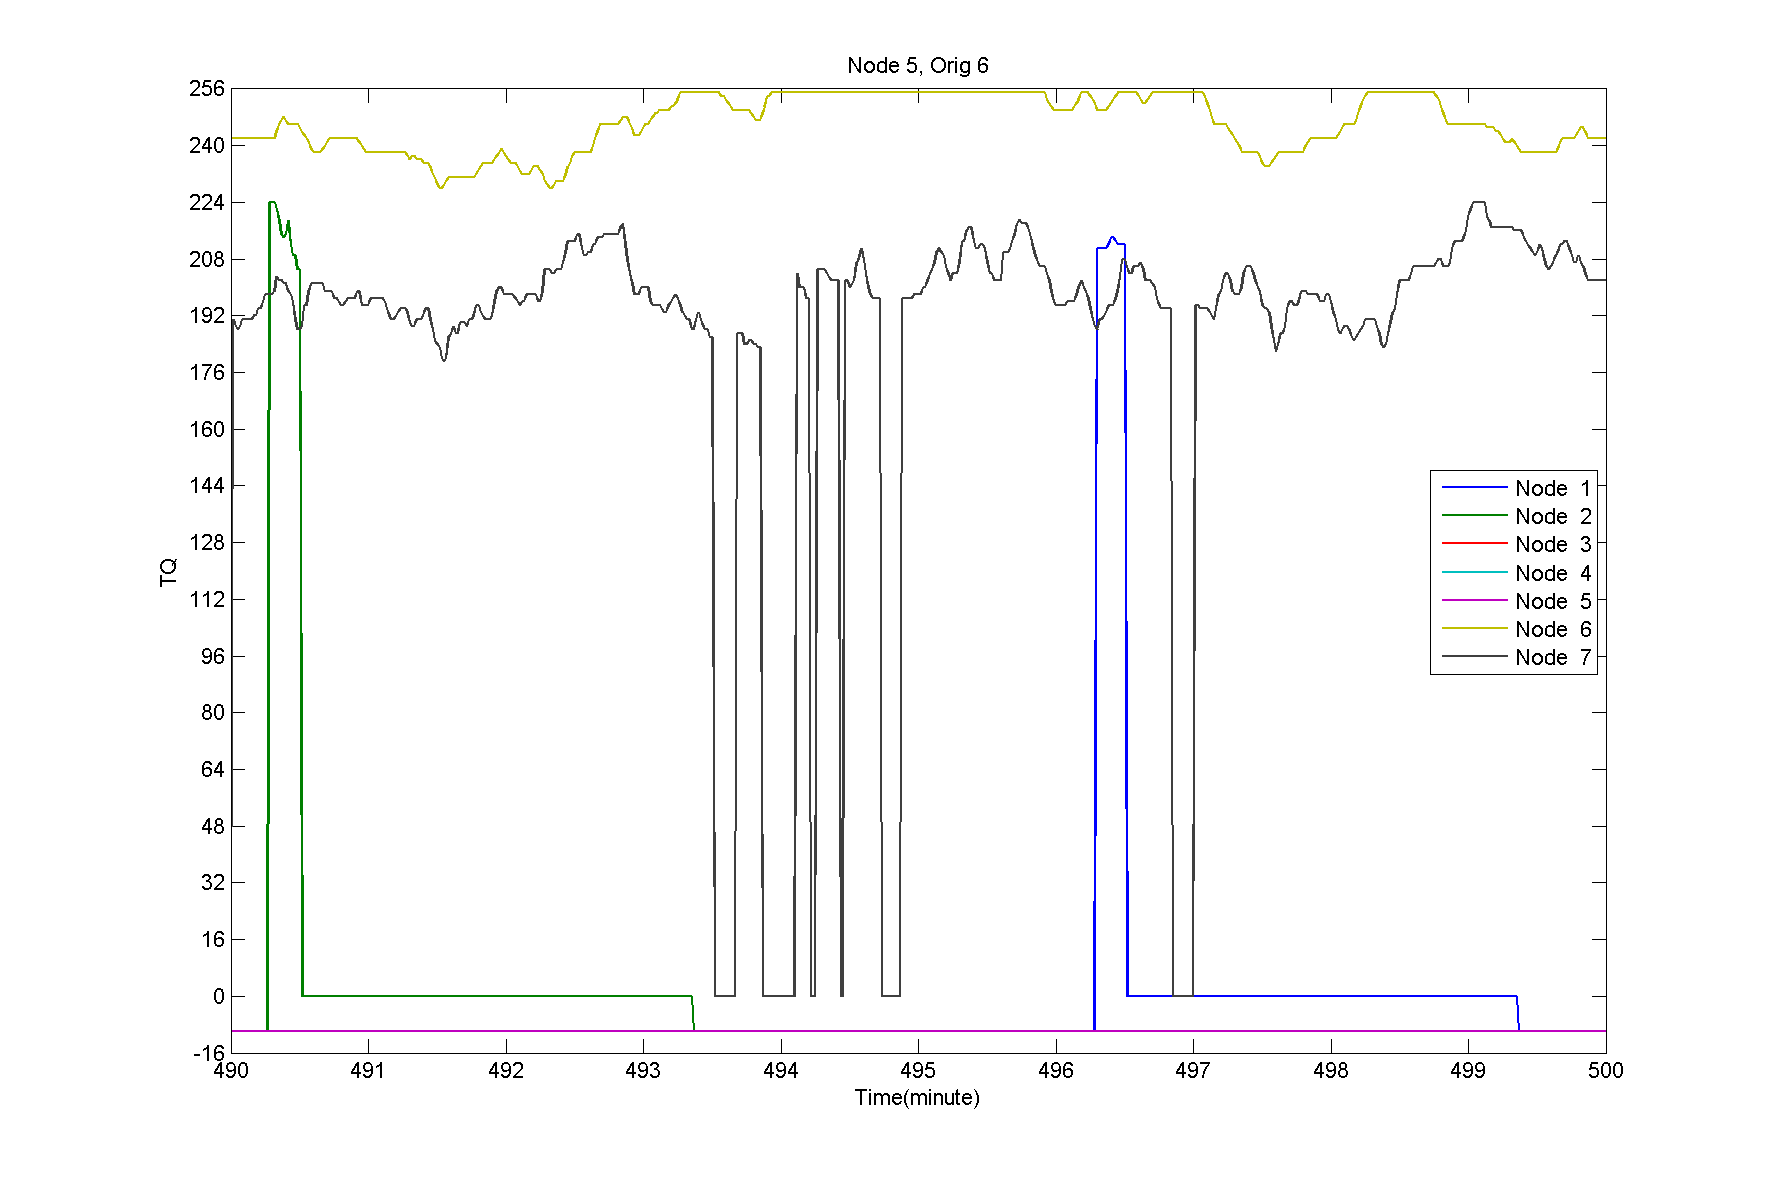 Node 5, Orig 6
256
240
224
208
192
176
160
144
128
112
96
80
64
48
32
16
0
-16
TQ
Node 1
Node 2
Node 3
Node 4
Node 5
Node 6
Node 7
490 491 492 493 494 495 496 497 498 499 500
Time(minute)